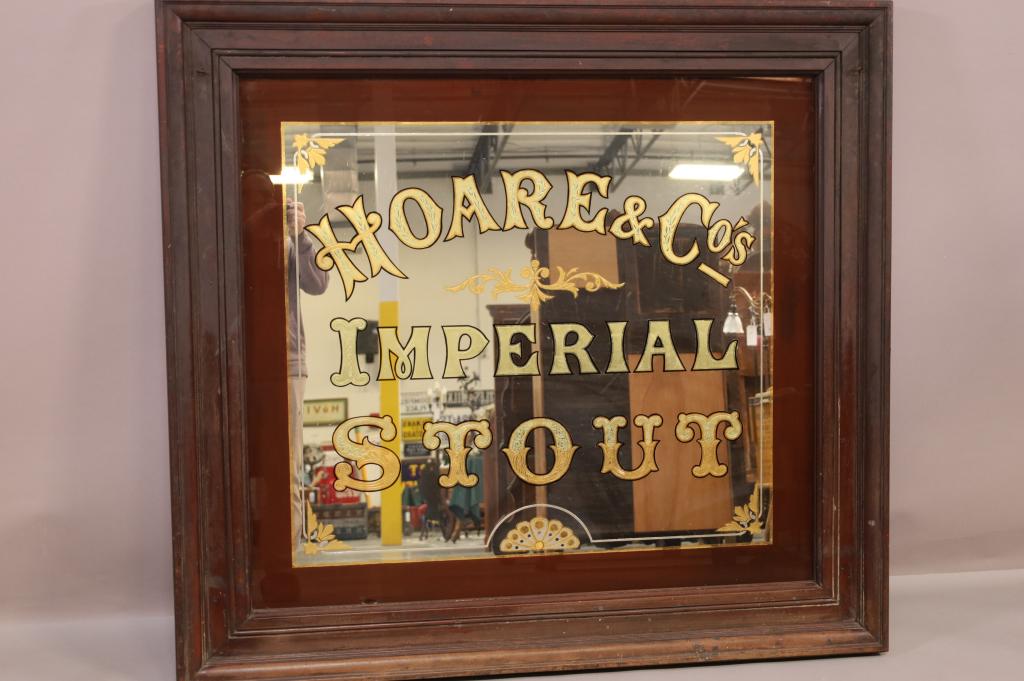 HOARE & CO's
IMPERIAL
STOUT